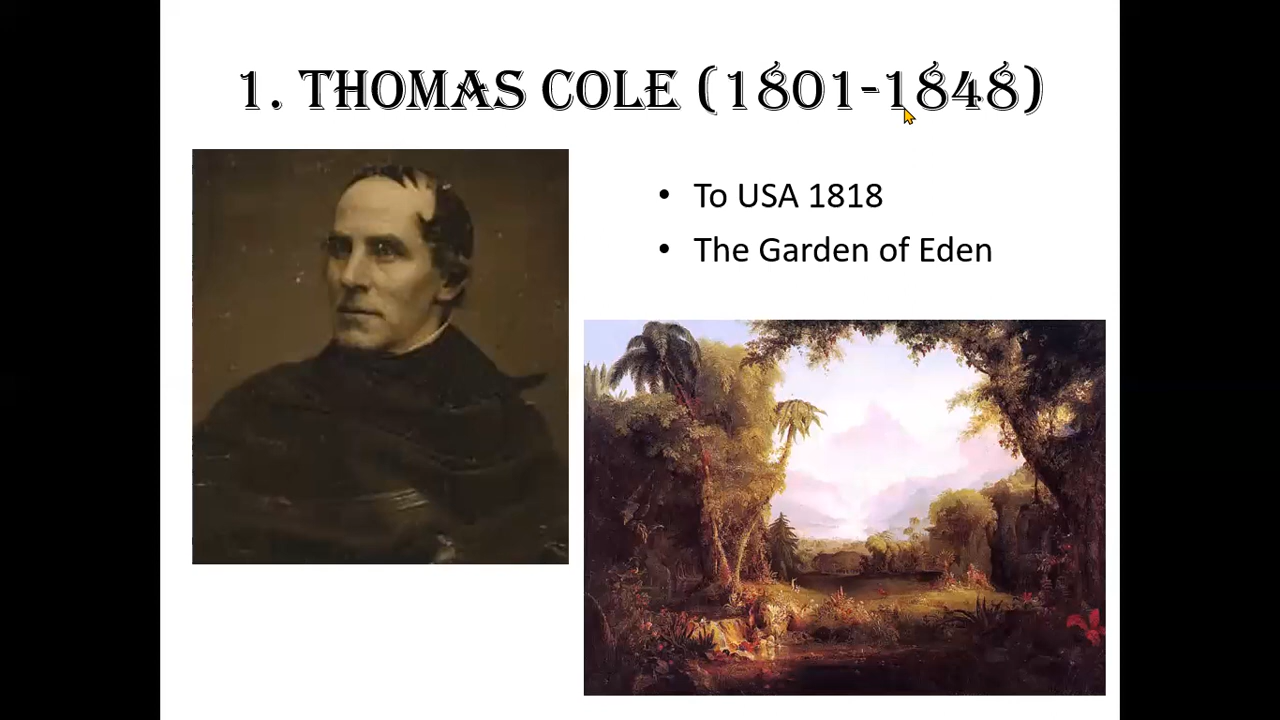 1. THOMAS COLE (1801-1848)
• To USA 1818
• The Garden of Eden